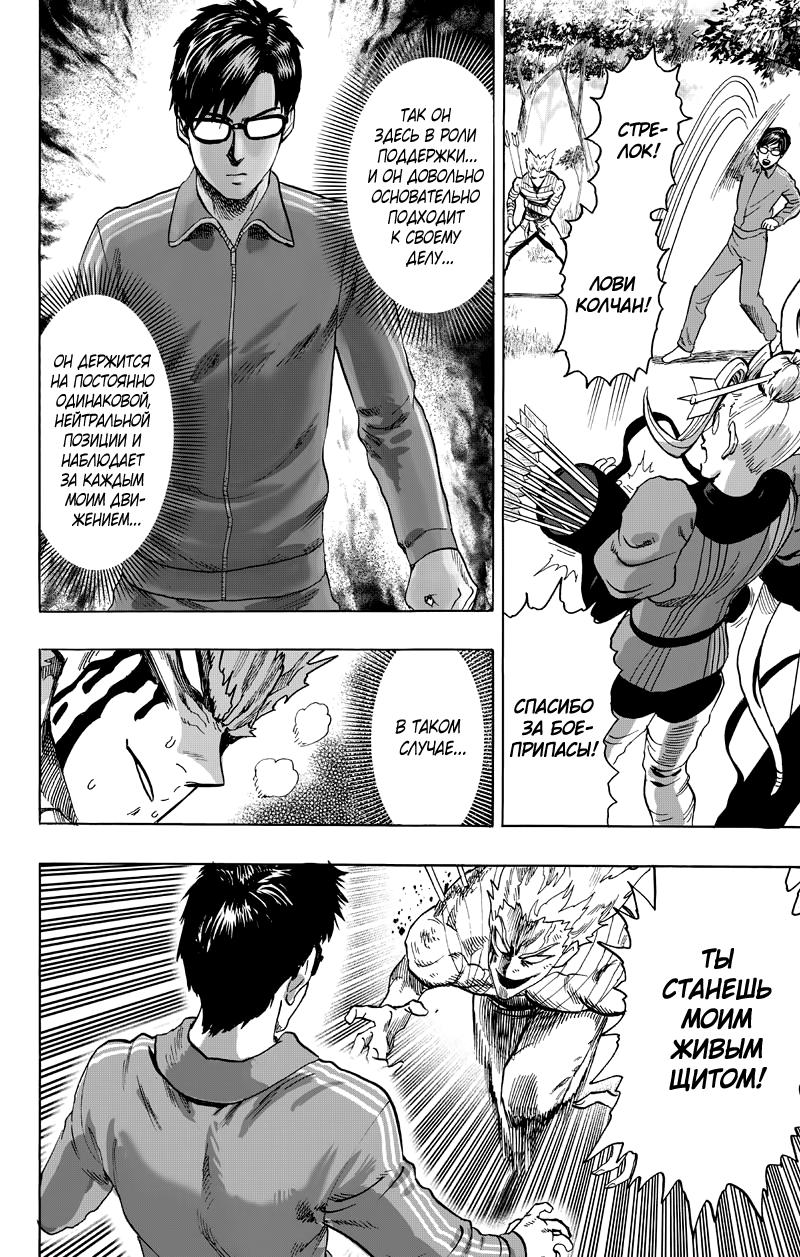 СТРЕ-
ЛОК!
ЛОВИ
КОЛЧАН!
СПАСИБО
ЗА БОЕ-
ПРИПАСЫ!
ТАК ОН
ЗДЕСЬ В РОЛИ
ПОДДЕРЖКИ...
И ОН ДОВОЛЬНО
ОСНОВАТЕЛЬНО
ПОДХОДИТ
К СВОЕМУ
ДЕЛУ...
ОН ДЕРЖИТСЯ
НА ПОСТОЯННО
ОДИНАКОВОЙ,
НЕЙТРАЛЬНОЙ
ПОЗИЦИИ И
НАБЛЮДАЕТ
ЗА КАЖДЫМ
МОИМ ДВИ-
ЖЕНИЕМ...
В ТАКОМ
СЛУЧАЕ...
ТЫ
СТАНЕШЬ
МОИМ
ЖИВЫМ
ЩИТОМ!